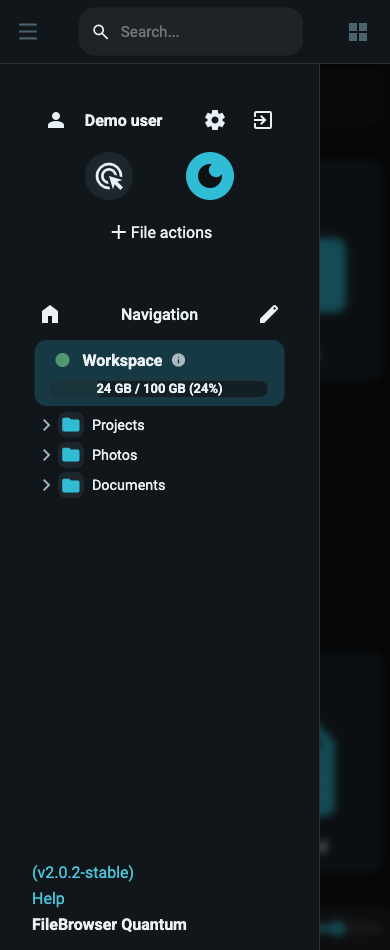 Search...
Demo user
File actions
Navigation
Workspace
24 GB / 100 GB (24%)
Projects
Photos
Documents
(v2.0.2-stable)
Help
FileBrowser Quantum